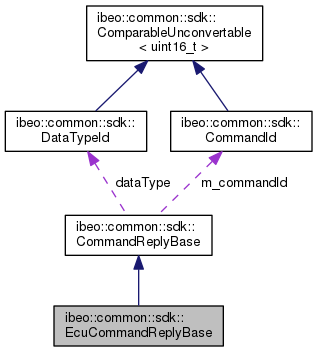 ibeo::common::sdk::
ComparableUnconvertable
< uint16_t >
ibeo::common::sdk::
DataTypeId
ibeo::common::sdk::
CommandId
dataType
m_commandId
ibeo::common::sdk::
CommandReplyBase
ibeo::common::sdk::
EcuCommandReplyBase